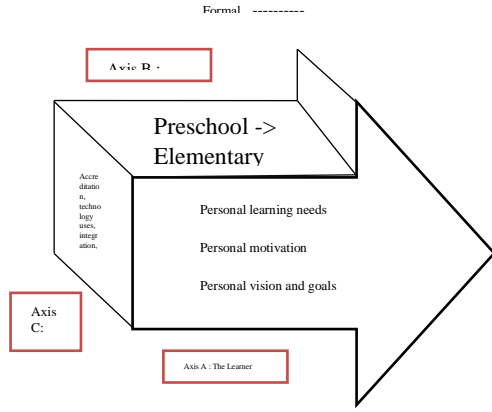 Formal ----------
Axis B :
Preschool ->
Elementary
Accre
ditatio
n,
techno
logy
uses,
integr
ation,
Personal learning needs
Personal motivation
Personal vision and goals
Axis
C:
Axis A : The Learner